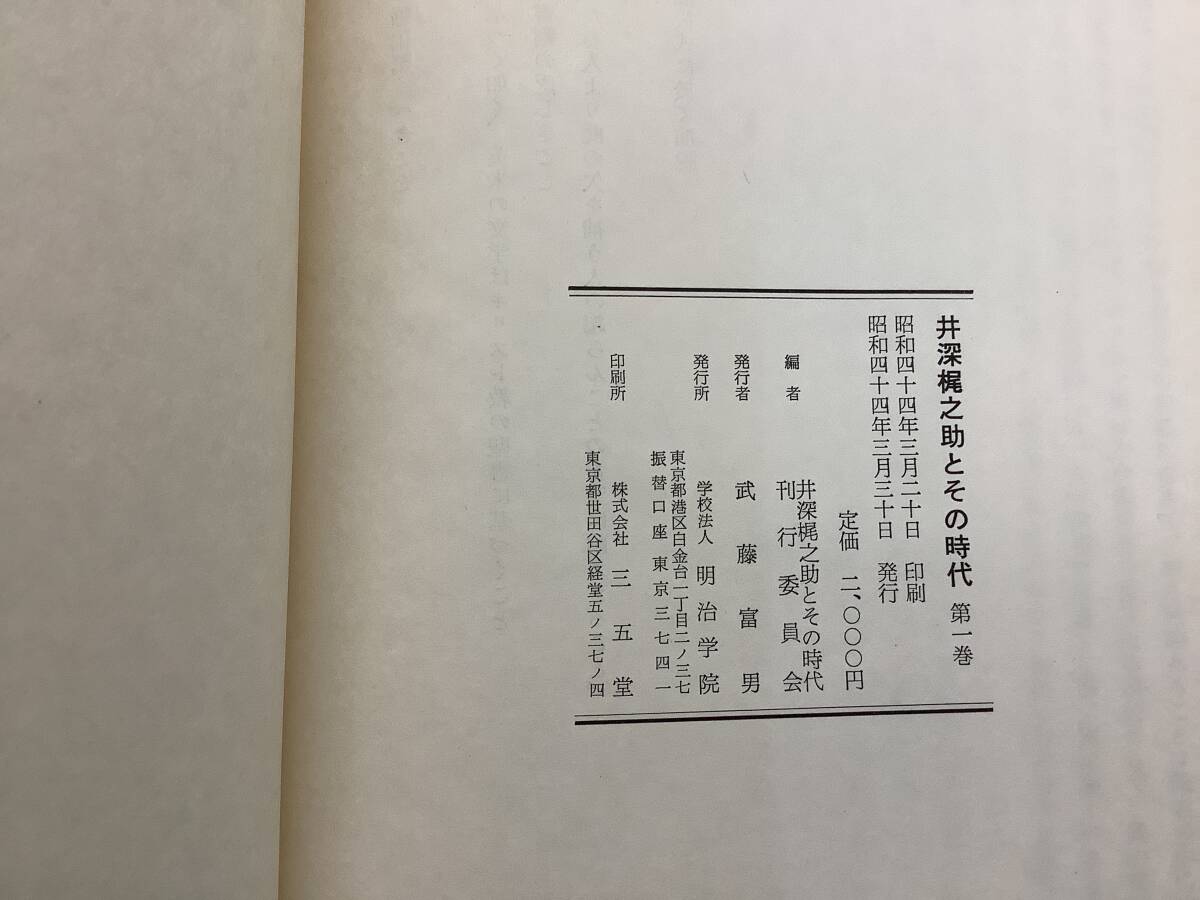 井深梶之助とその時代 第一巻
昭和四十四年三月二十日 印刷
昭和四十四年三月三十日 発行
定価 二、〇〇〇円
編者 井深梶之助とその時代
刊行委員会
発行者 武藤富男
発行所 学校法人 明治学院
東京都港区白金台一丁目二ノ三七
振替口座東京三七四一
印刷所 株式会社 三五堂
東京都世田谷区経堂五ノ三七ノ四